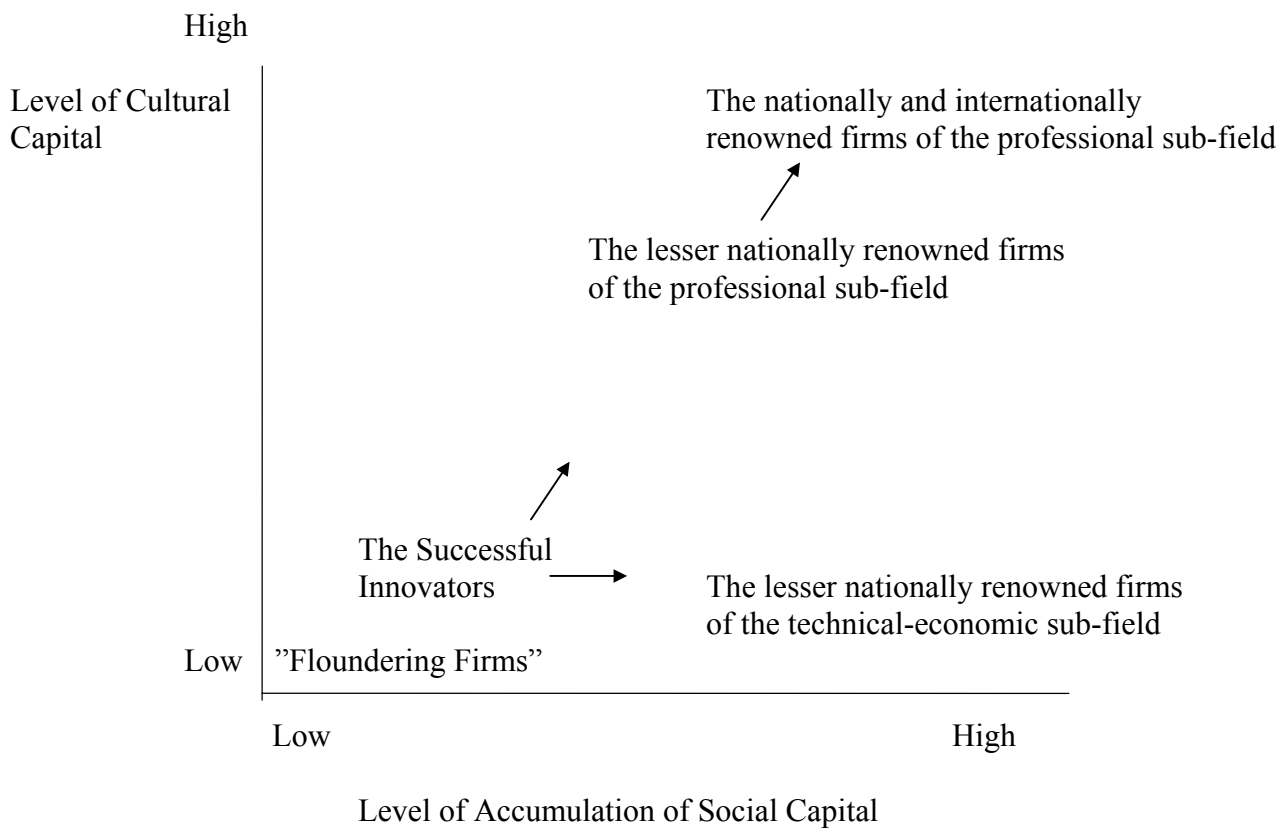 High
Level of Cultural
Capital
The nationally and internationally
renowned firms of the professional sub-field
The lesser nationally renowned firms
of the professional sub-field
The Successful
Innovators
The lesser nationally renowned firms
of the technical-economic sub-field
Low
”Floundering Firms”
Low
High
Level of Accumulation of Social Capital